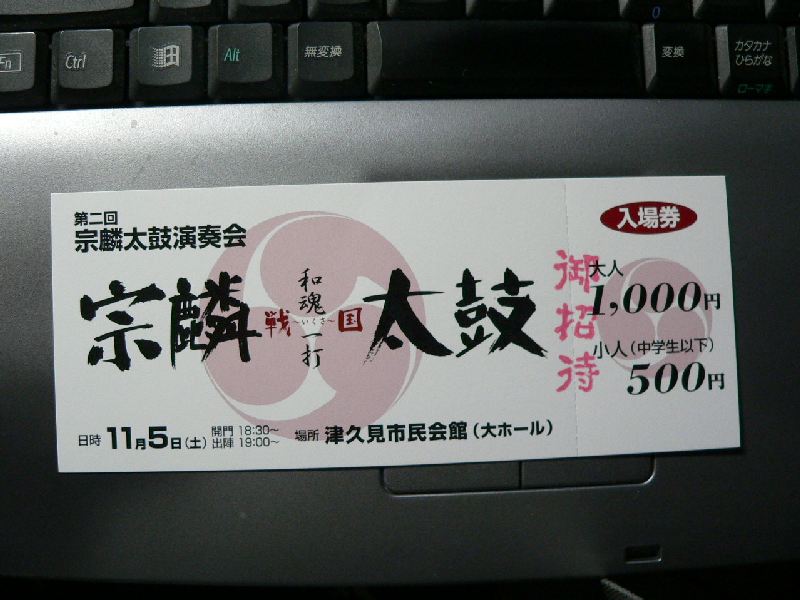 Fn
Ctrl
Alt
無変換
0
変換
カタカナ
ひらがな
ローマ字
第二回
宗麟太鼓演奏会
宗麟
戦
和魂
~いくさ~
一打
国
太鼓
日時 11月5日(土)
開門 18:30~
出陣 19:00~
場所 津久見市民会館(大ホール)
入場券
御招待
大人
1,000円
小人(中学生以下)
500円